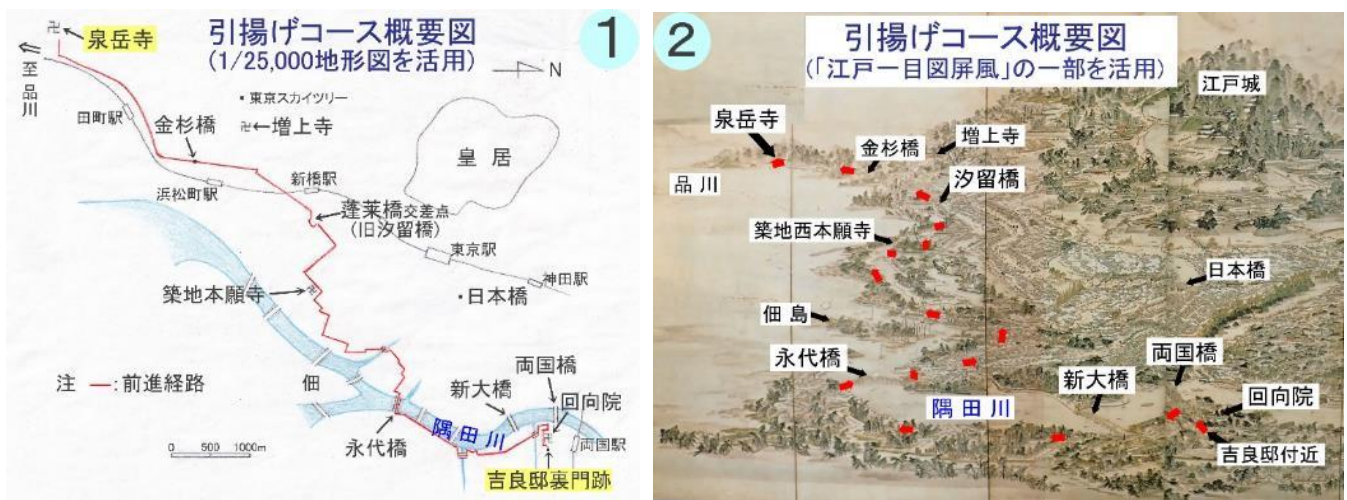 引揚げコース概要図
(1/25,000地形図を活用)
1
卍
泉岳寺
至品川
N
・東京スカイツリー
卍←増上寺
田町駅
金杉橋
皇居
浜松町駅
新橋駅
蓬莱橋交差点
(旧汐留橋)
東京駅
神田駅
・日本橋
築地本願寺
卍
両国橋
注 ―:前進経路
佃
新大橋
回向院
卍
隅田川
両国駅
0 500 1000m
永代橋
吉良邸裏門跡
2
引揚げコース概要図
(「江戸一目図屏風」の一部を活用)
江戸城
泉岳寺
金杉橋
増上寺
品川
汐留橋
築地西本願寺
日本橋
佃島
永代橋
両国橋
新大橋
回向院
隅田川
吉良邸付近